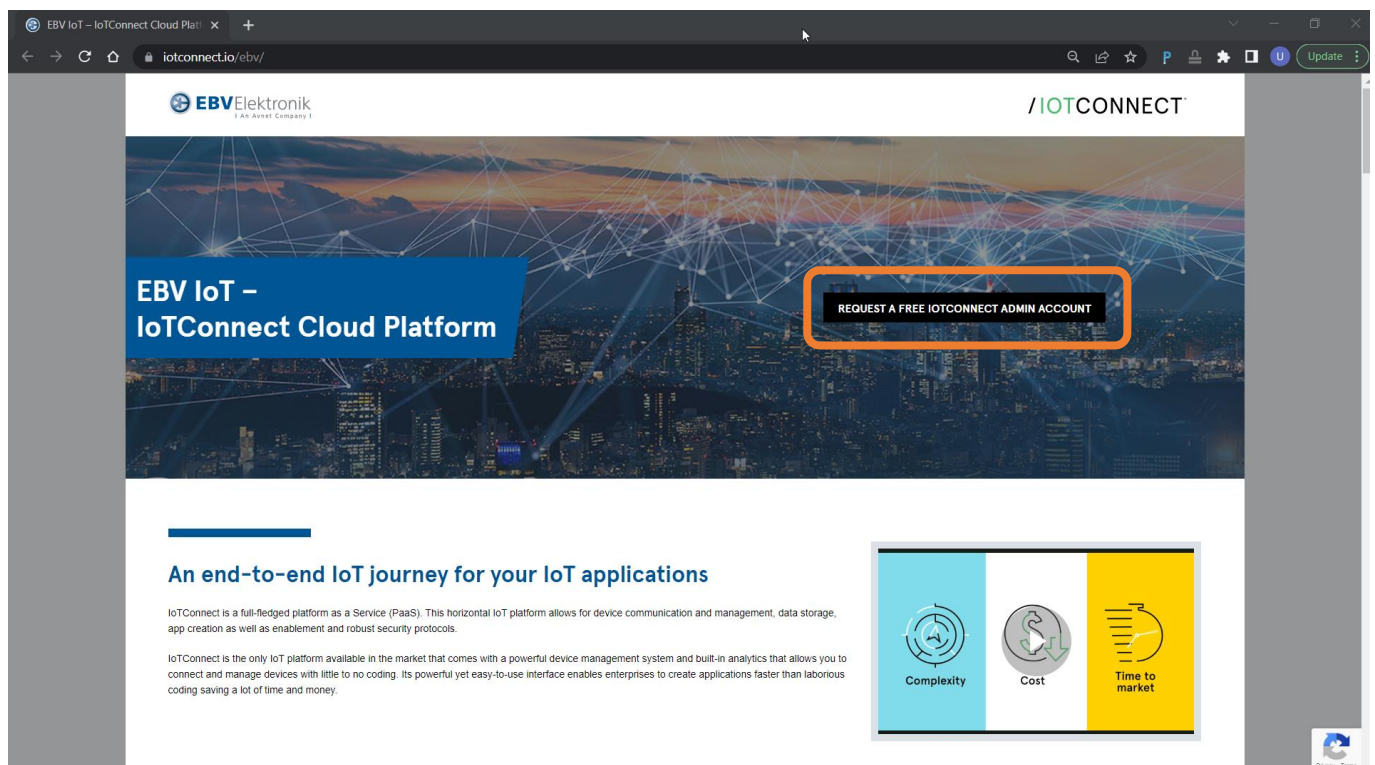 EBV IoT – IoTConnect Cloud Plat
iotconnect.io/ebv/
P
U
Update
EBVElektronik
| An Avnet Company |
/IOTCONNECT™
EBV IoT –
IoTConnect Cloud Platform
REQUEST A FREE IOTCONNECT ADMIN ACCOUNT
An end-to-end IoT journey for your IoT applications
IoTConnect is a full-fledged platform as a Service (PaaS). This horizontal IoT platform allows for device communication and management, data storage,
app creation as well as enablement and robust security protocols.
IoTConnect is the only IoT platform available in the market that comes with a powerful device management system and built-in analytics that allows you to
connect and manage devices with little to no coding. Its powerful yet easy-to-use interface enables enterprises to create applications faster than laborious
coding saving a lot of time and money.
Complexity
Cost
Time to
market